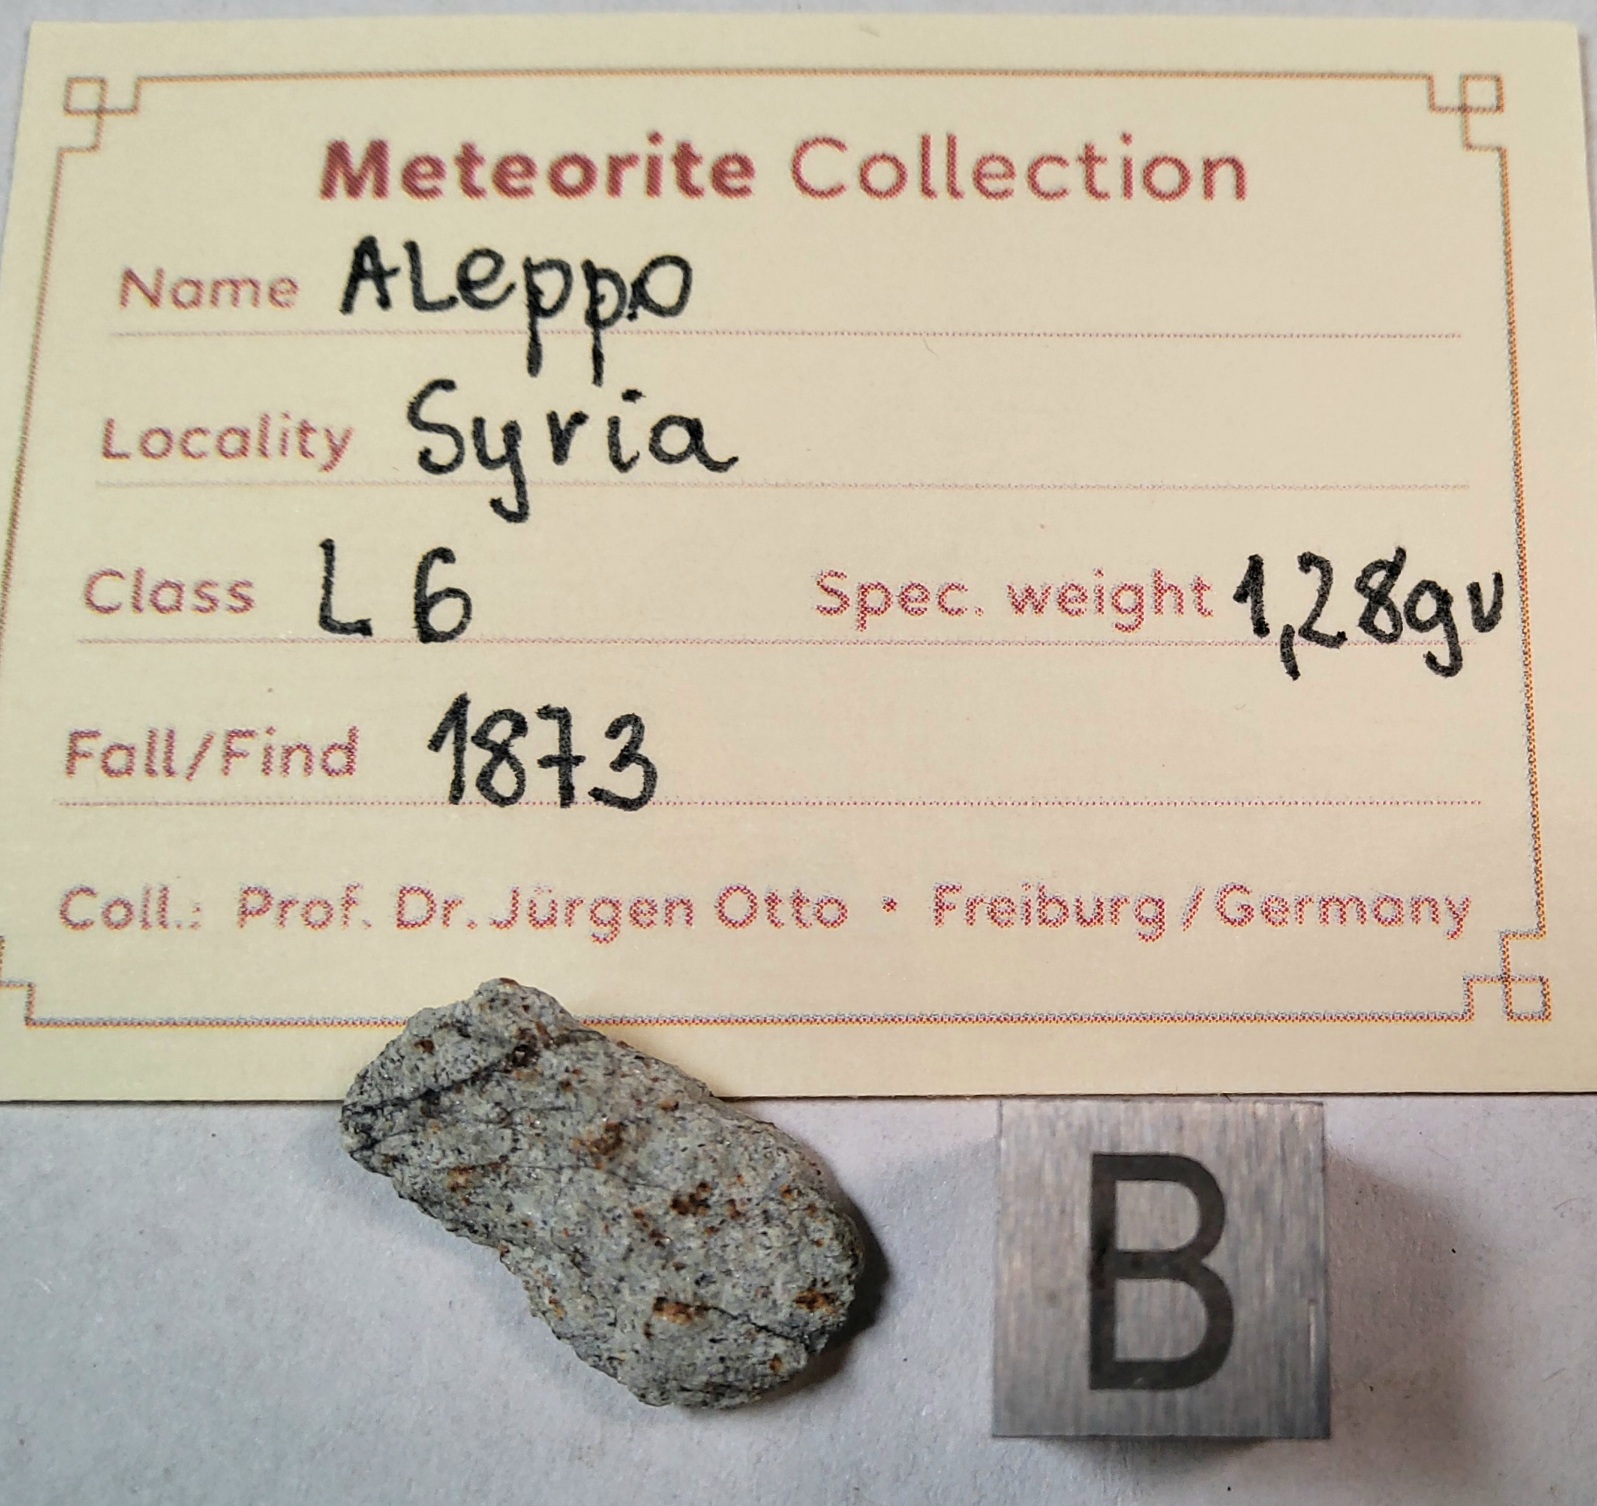 Meteorite Collection
Name ALeppo
Locality Syria
Class L6 Spec. weight 1,28gr
Fall/Find 1873
Coll.: Prof. Dr. Jürgen Otto • Freiburg/Germany
B